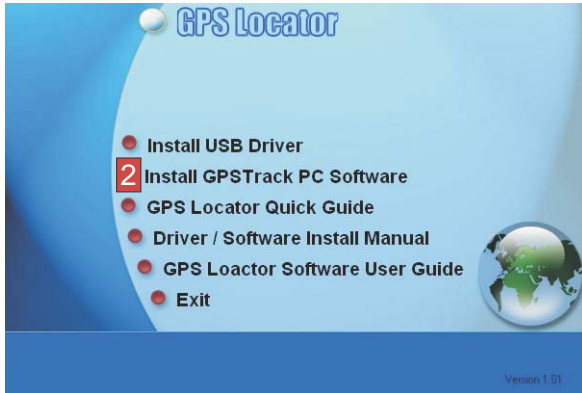 GPS Locator
Install USB Driver
2 Install GPSTrack PC Software
GPS Locator Quick Guide
Driver / Software Install Manual
GPS Loactor Software User Guide
Exit
Version 1.01